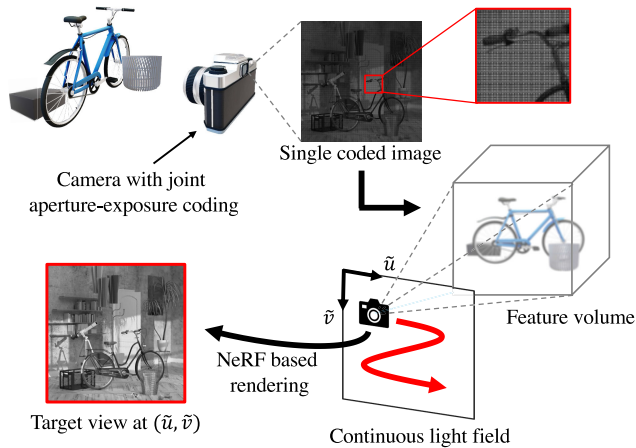 Single coded image
Camera with joint
aperture-exposure coding
ũ
ṽ
Feature volume
NeRF based
rendering
Target view at (ũ, ṽ)
Continuous light field